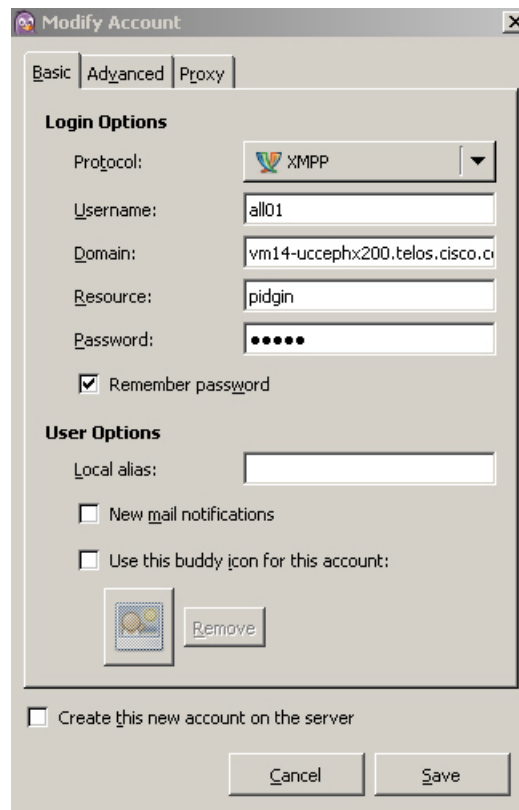 Modify Account
Basic Advanced Proxy
Login Options
Protocol: XMPP
Username: all01
Domain: vm14-uccephx200.telos.cisco.c
Resource: pidgin
Password: •••••
Remember password
User Options
Local alias:
New mail notifications
Use this buddy icon for this account:
Remove
Create this new account on the server
Cancel Save